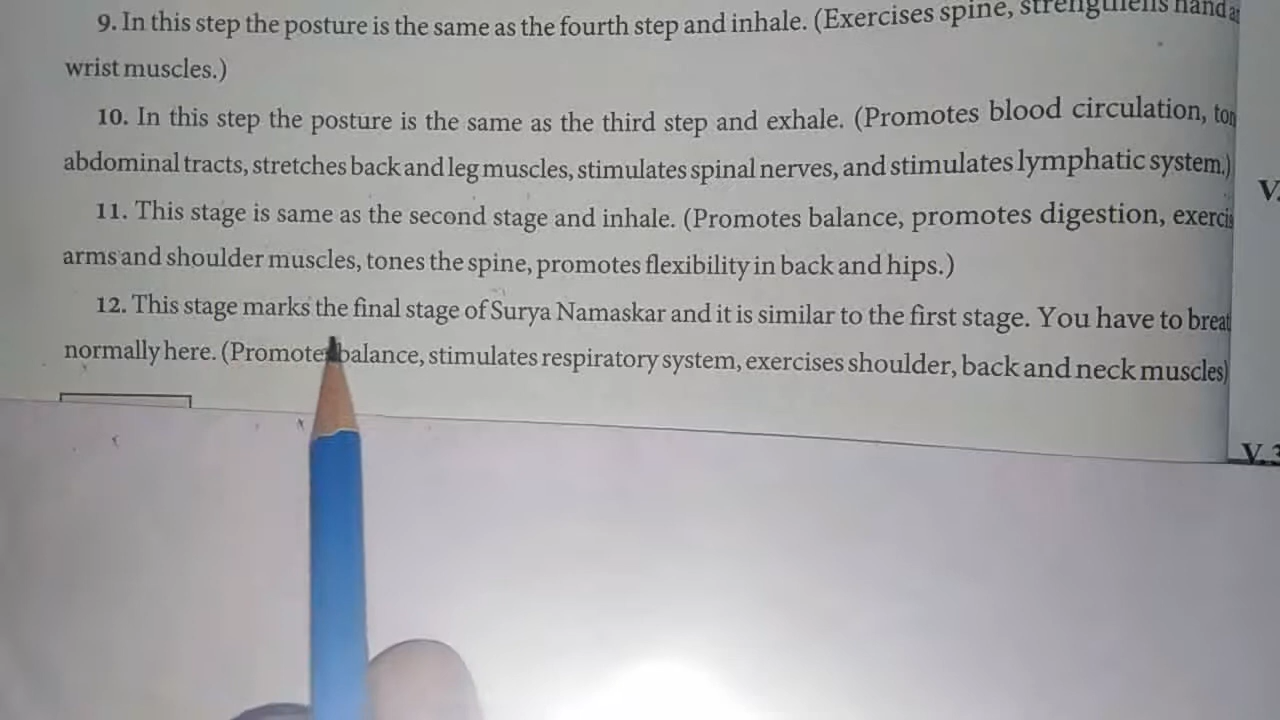 9. In this step the posture is the same as the fourth step and inhale. (Exercises spine, strengthens hand
wrist muscles.)
10. In this step the posture is the same as the third step and exhale. (Promotes blood circulation,
abdominal tracts, stretches back and leg muscles, stimulates spinal nerves, and stimulates lymphatic system.)
11. This stage is same as the second stage and inhale. (Promotes balance, promotes digestion,
arms and shoulder muscles, tones the spine, promotes flexibility in back and hips.)
12. This stage marks the final stage of Surya Namaskar and it is similar to the first stage. You have to
normally here. (Promotes balance, stimulates respiratory system, exercises shoulder, back and neck muscles)
V.
V.3